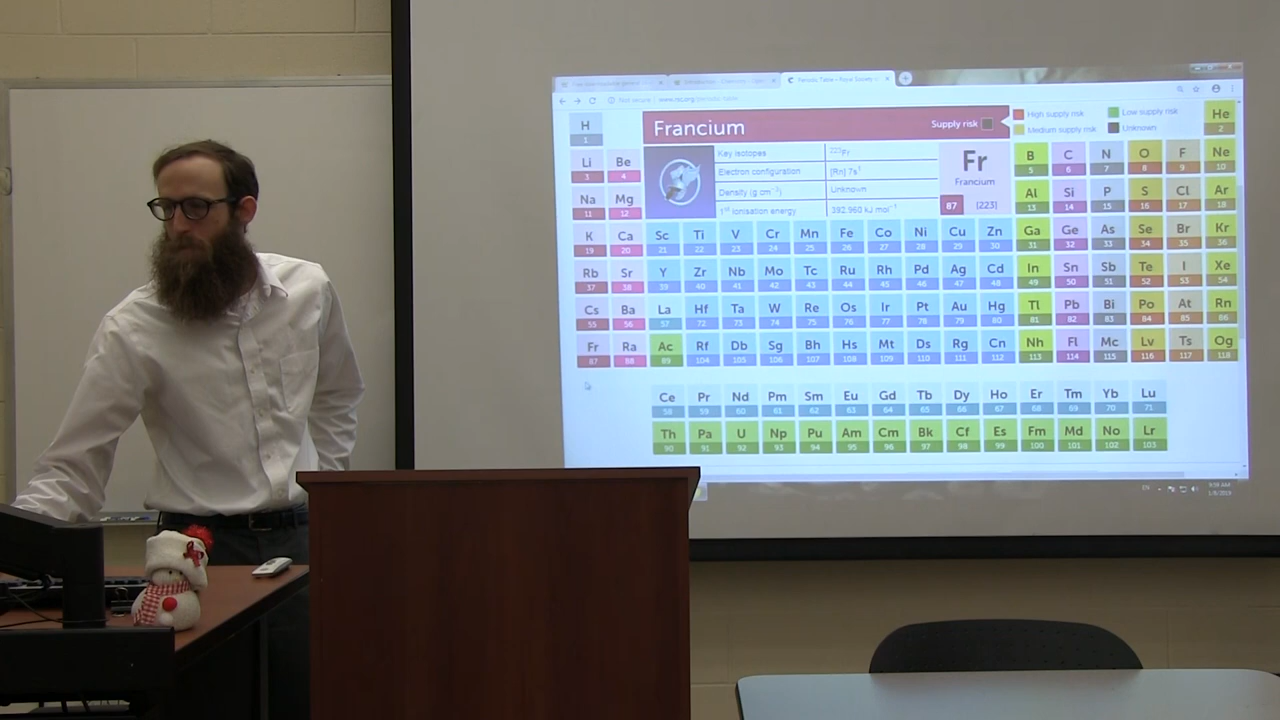 Periodic Table – Royal Society
Not secure www.rsc.org/periodic-table
Francium
Supply risk
High supply risk
Low supply risk
Medium supply risk
Unknown
Key isotopes ²²³Fr
Electron configuration [Rn] 7s¹
Density (g cm⁻³) Unknown
1ˢᵗ ionisation energy 392.960 kJ mol⁻¹
Fr
Francium
87 [223]
H He
1 2
Li Be B C N O F Ne
3 4 5 6 7 8 9 10
Na Mg Al Si P S Cl Ar
11 12 13 14 15 16 17 18
K Ca Sc Ti V Cr Mn Fe Co Ni Cu Zn Ga Ge As Se Br Kr
19 20 21 22 23 24 25 26 27 28 29 30 31 32 33 34 35 36
Rb Sr Y Zr Nb Mo Tc Ru Rh Pd Ag Cd In Sn Sb Te I Xe
37 38 39 40 41 42 43 44 45 46 47 48 49 50 51 52 53 54
Cs Ba La Hf Ta W Re Os Ir Pt Au Hg Tl Pb Bi Po At Rn
55 56 57 72 73 74 75 76 77 78 79 80 81 82 83 84 85 86
Fr Ra Ac Rf Db Sg Bh Hs Mt Ds Rg Cn Nh Fl Mc Lv Ts Og
87 88 89 104 105 106 107 108 109 110 111 112 113 114 115 116 117 118
Ce Pr Nd Pm Sm Eu Gd Tb Dy Ho Er Tm Yb Lu
58 59 60 61 62 63 64 65 66 67 68 69 70 71
Th Pa U Np Pu Am Cm Bk Cf Es Fm Md No Lr
90 91 92 93 94 95 96 97 98 99 100 101 102 103
EN